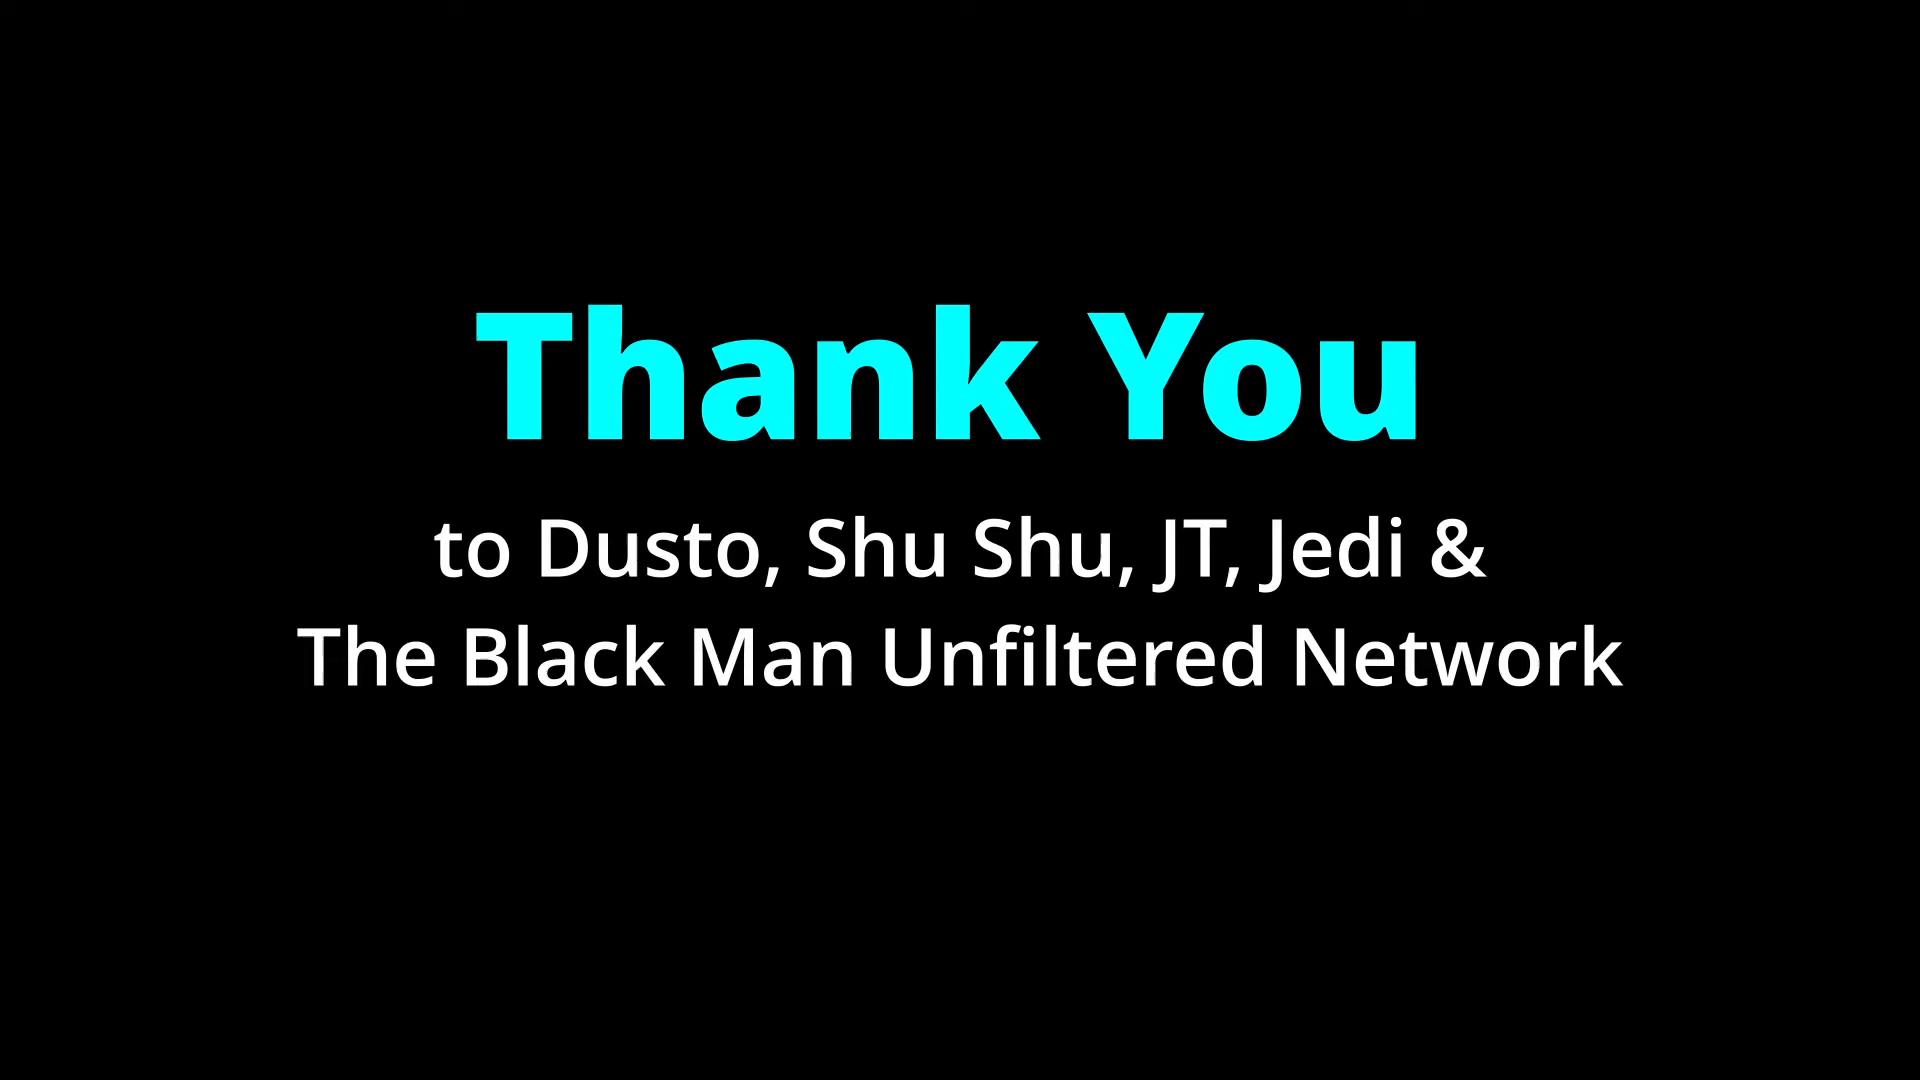 Thank You
to Dusto, Shu Shu, JT, Jedi &
The Black Man Unfiltered Network